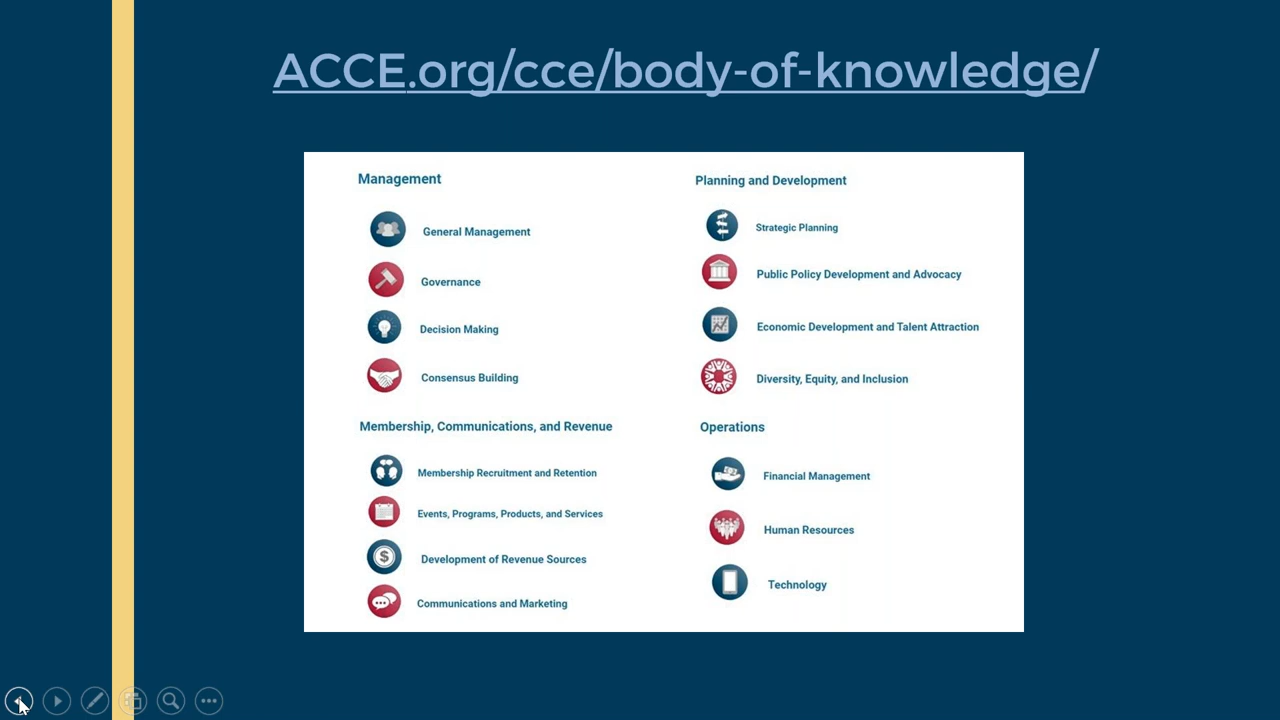 ACCE.org/cce/body-of-knowledge/
Management
General Management
Governance
Decision Making
Consensus Building
Planning and Development
Strategic Planning
Public Policy Development and Advocacy
Economic Development and Talent Attraction
Diversity, Equity, and Inclusion
Membership, Communications, and Revenue
Membership Recruitment and Retention
Events, Programs, Products, and Services
$
Development of Revenue Sources
Communications and Marketing
Operations
Financial Management
Human Resources
Technology